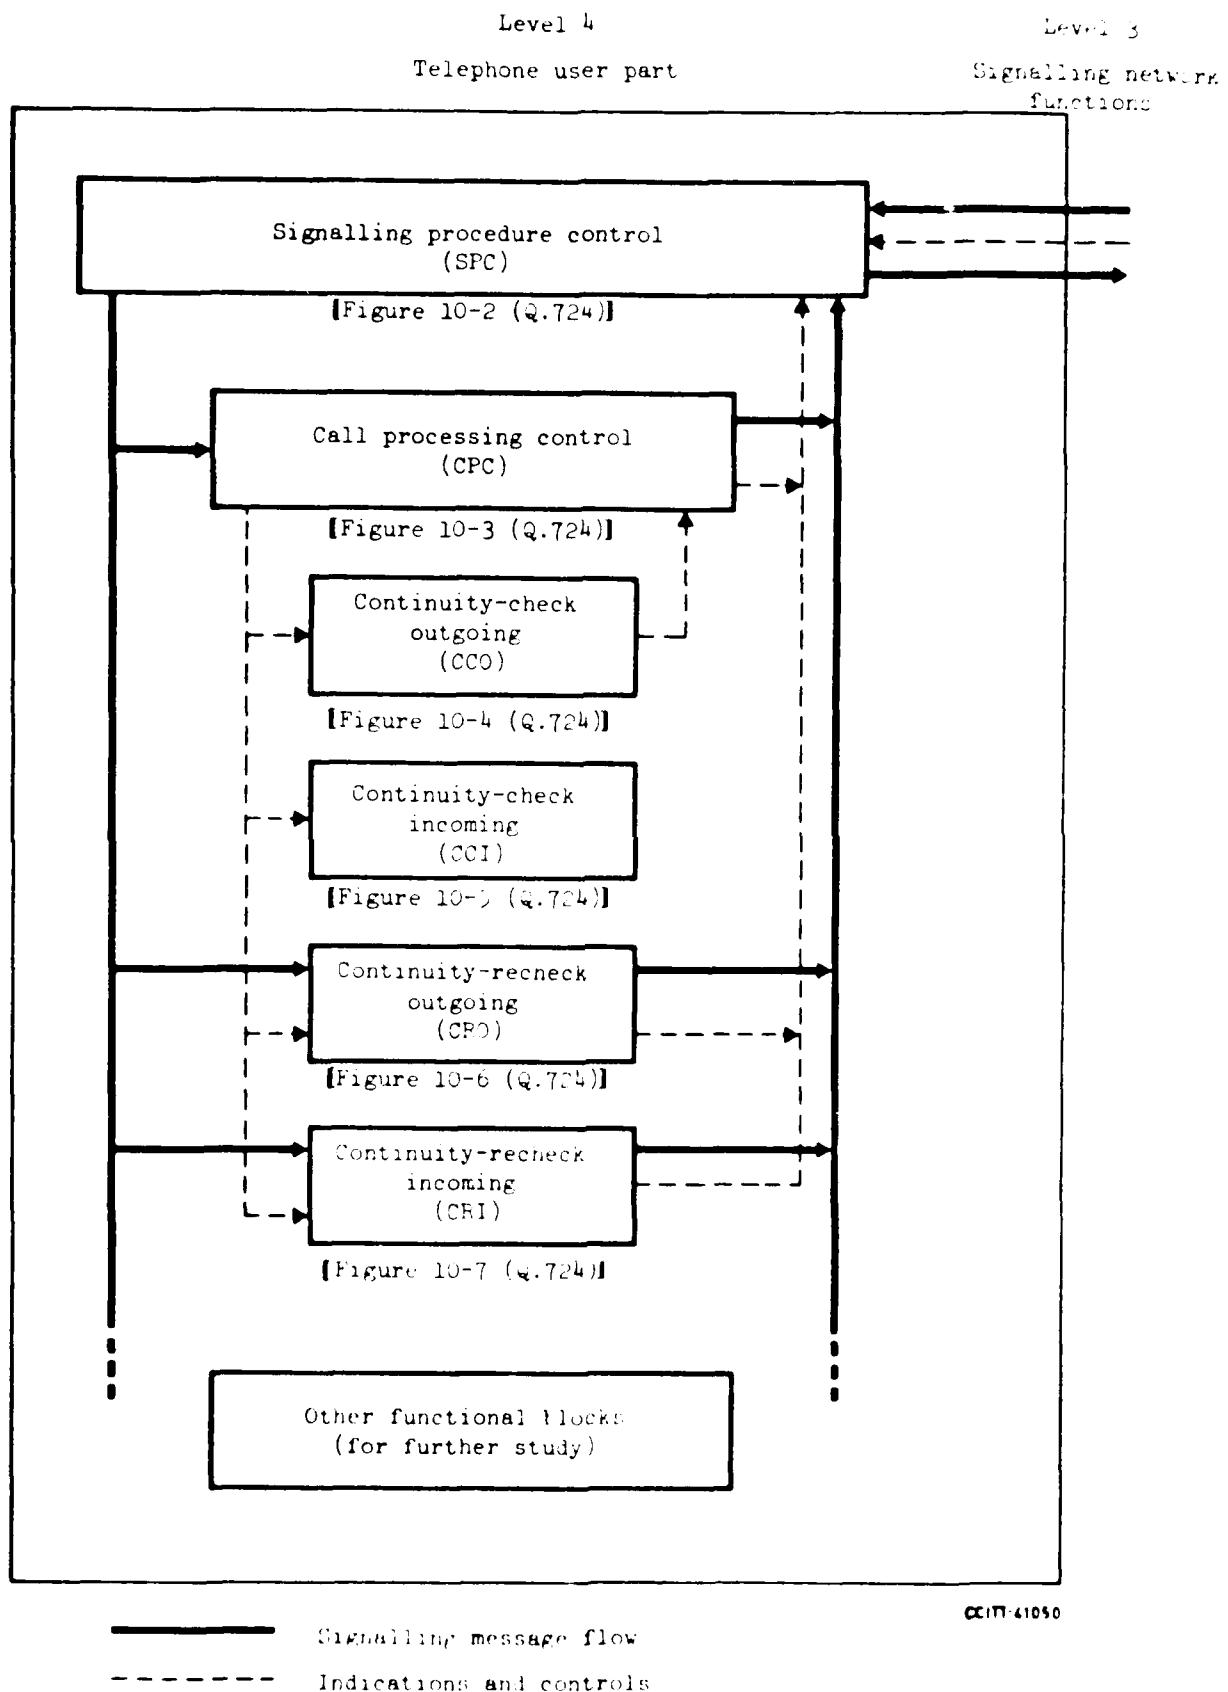 Level 4
Telephone user part
Level 3
Signalling network
functions
Signalling procedure control
(SPC)
[Figure 10-2 (Q.724)]
Call processing control
(CPC)
[Figure 10-3 (Q.724)]
Continuity-check
outgoing
(CCO)
[Figure 10-4 (Q.724)]
Continuity-check
incoming
(CCI)
[Figure 10-5 (Q.724)]
Continuity-recheck
outgoing
(CRO)
[Figure 10-6 (Q.724)]
Continuity-recheck
incoming
(CRI)
[Figure 10-7 (Q.724)]
Other functional blocks
(for further study)
CCITT-41050
Signalling message flow
Indications and controls